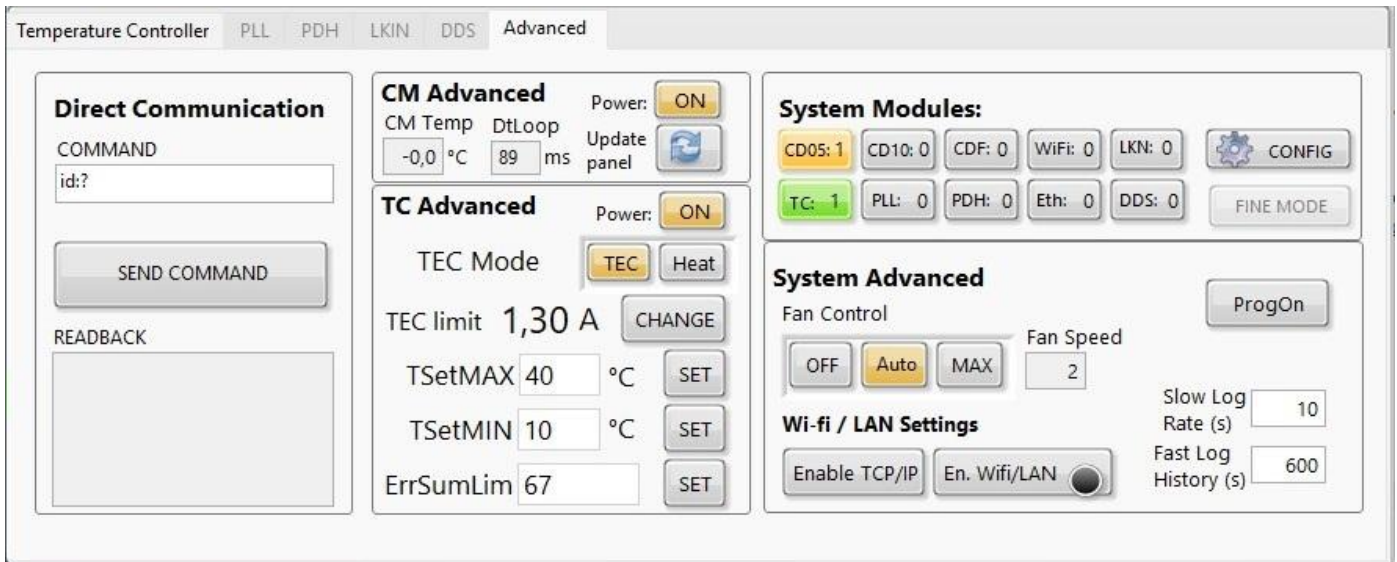 Temperature Controller PLL PDH LKIN DDS Advanced
Direct Communication
COMMAND
id:?
SEND COMMAND
READBACK
CM Advanced Power: ON
CM Temp DtLoop Update
-0,0 °C 89 ms panel
TC Advanced Power: ON
TEC Mode TEC Heat
TEC limit 1,30 A CHANGE
TSetMAX 40 °C SET
TSetMIN 10 °C SET
ErrSumLim 67 SET
System Modules:
CD05: 1 CD10: 0 CDF: 0 WiFi: 0 LKN: 0 CONFIG
TC: 1 PLL: 0 PDH: 0 Eth: 0 DDS: 0 FINE MODE
System Advanced
ProgOn
Fan Control
Fan Speed
OFF Auto MAX 2
Slow Log
Rate (s) 10
Wi-fi / LAN Settings
Fast Log
History (s) 600
Enable TCP/IP En. Wifi/LAN